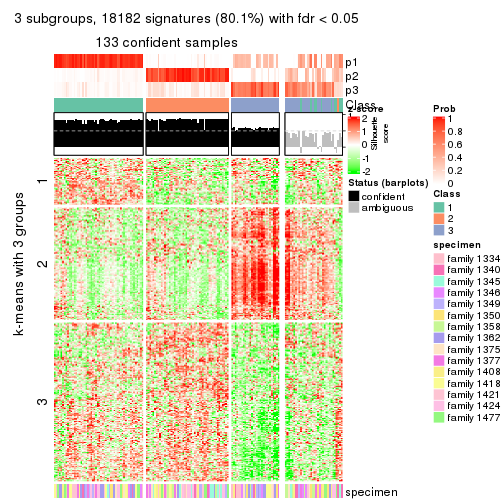 3 subgroups, 18182 signatures (80.1%) with fdr < 0.05
133 confident samples
p1
p2
p3
Class
k-means with 3 groups
1
2
3
specimen
z-score
2
1
0
-1
-2
1
Silhouette
score
Status (barplots)
confident
ambiguous
Prob
1
0.8
0.6
0.4
0.2
0
Class
1
2
3
specimen
family 1334
family 1340
family 1345
family 1346
family 1349
family 1350
family 1358
family 1362
family 1375
family 1377
family 1408
family 1418
family 1421
family 1424
family 1477